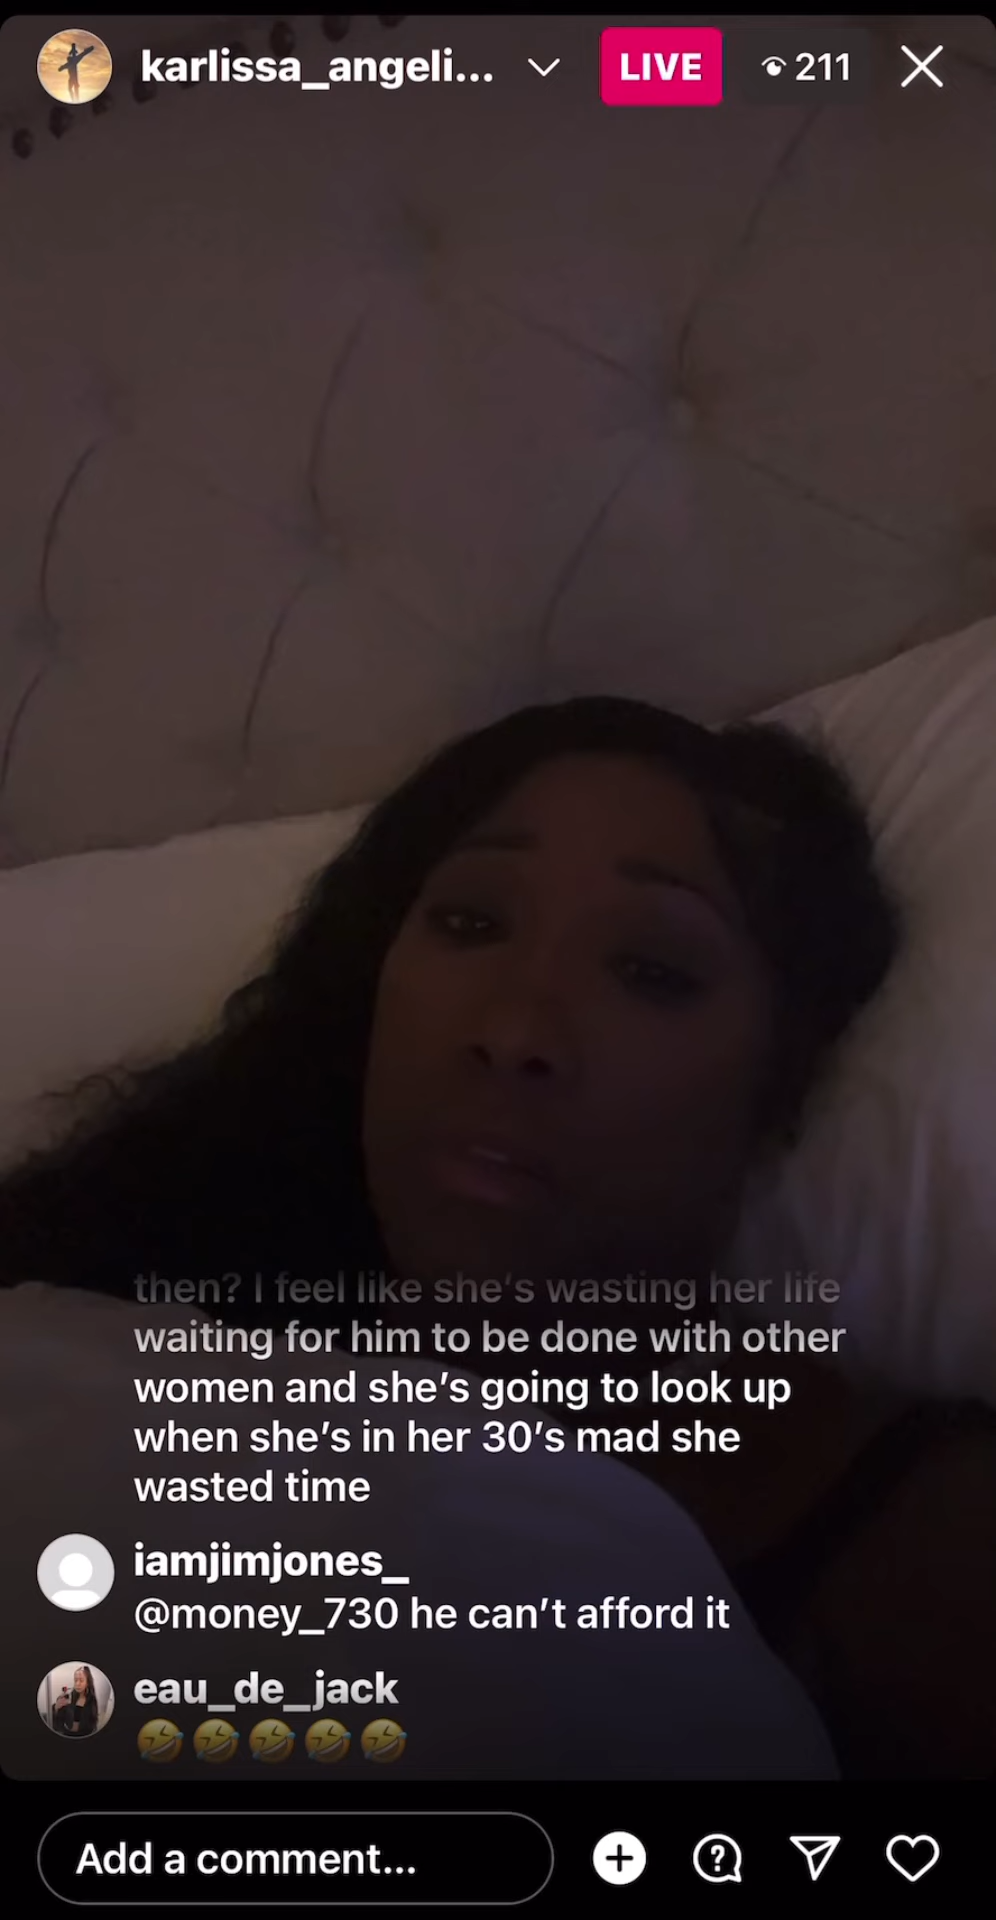 karlissa_angeli...
LIVE
211
then? I feel like she's wasting her life
waiting for him to be done with other
women and she's going to look up
when she's in her 30's mad she
wasted time
iamjimjones_
@money_730 he can't afford it
eau_de_jack
🤣🤣🤣🤣🤣
Add a comment...